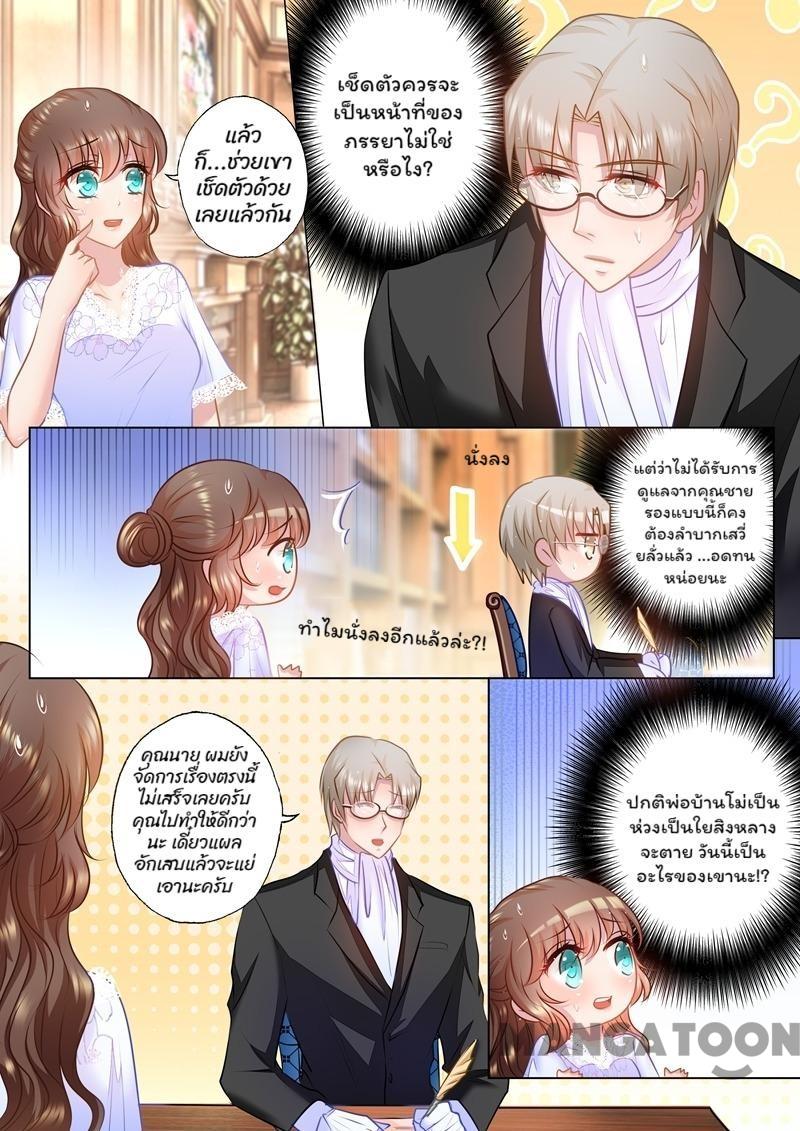 แล้ว
ก็...ช่วยเขา
เช็ดตัวด้วย
เลยแล้วกัน
เช็ดตัวควรจะ
เป็นหน้าที่ของ
ภรรยาไม่ใช่
หรือไง?
นั่งลง
ทำไมนั่งลงอีกแล้วล่ะ?!
แต่ว่าไม่ได้รับการ
ดูแลจากคุณชาย
รองแบบนี้ก็คง
ต้องลำบากเสวี่
ยลั่วแล้ว ...อดทน
หน่อยนะ
คุณนาย ผมยัง
จัดการเรื่องตรงนี้
ไม่เสร็จเลยครับ
คุณไปทำให้ดีกว่า
นะ เดี๋ยวแผล
อักเสบแล้วจะแย่
เอานะครับ
ปกติพ่อบ้านโม่เป็น
ห่วงเป็นใยสิงหลาง
จะตาย วันนี้เป็น
อะไรของเขานะ!?
MANGATOON